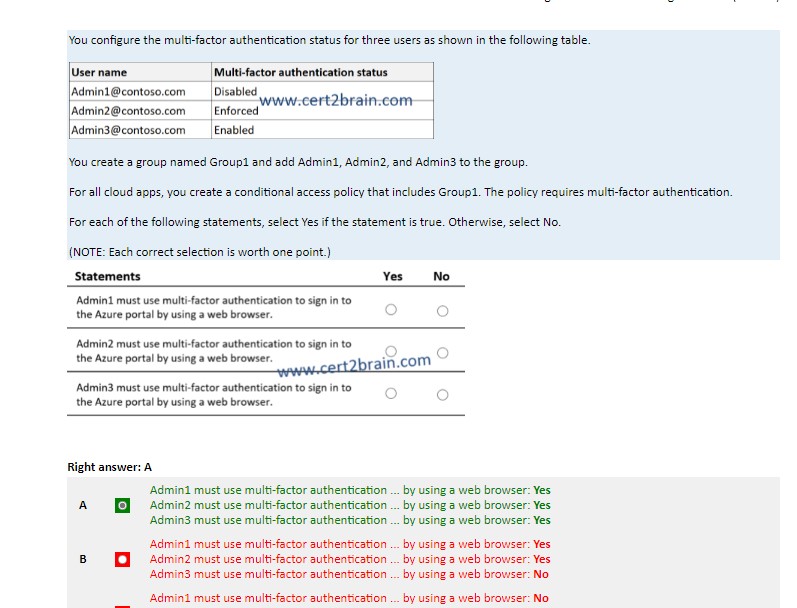 You configure the multi-factor authentication status for three users as shown in the following table.
User name Multi-factor authentication status
Admin1@contoso.com Disabled
www.cert2brain.com
Admin2@contoso.com Enforced
Admin3@contoso.com Enabled
You create a group named Group1 and add Admin1, Admin2, and Admin3 to the group.
For all cloud apps, you create a conditional access policy that includes Group1. The policy requires multi-factor authentication.
For each of the following statements, select Yes if the statement is true. Otherwise, select No.
(NOTE: Each correct selection is worth one point.)
Statements Yes No
Admin1 must use multi-factor authentication to sign in to
the Azure portal by using a web browser.
Admin2 must use multi-factor authentication to sign in to
the Azure portal by using a web browser.
www.cert2brain.com
Admin3 must use multi-factor authentication to sign in to
the Azure portal by using a web browser.
Right answer: A
Admin1 must use multi-factor authentication ... by using a web browser: Yes
A Admin2 must use multi-factor authentication ... by using a web browser: Yes
Admin3 must use multi-factor authentication ... by using a web browser: Yes
Admin1 must use multi-factor authentication ... by using a web browser: Yes
B Admin2 must use multi-factor authentication ... by using a web browser: Yes
Admin3 must use multi-factor authentication ... by using a web browser: No
Admin1 must use multi-factor authentication ... by using a web browser: No